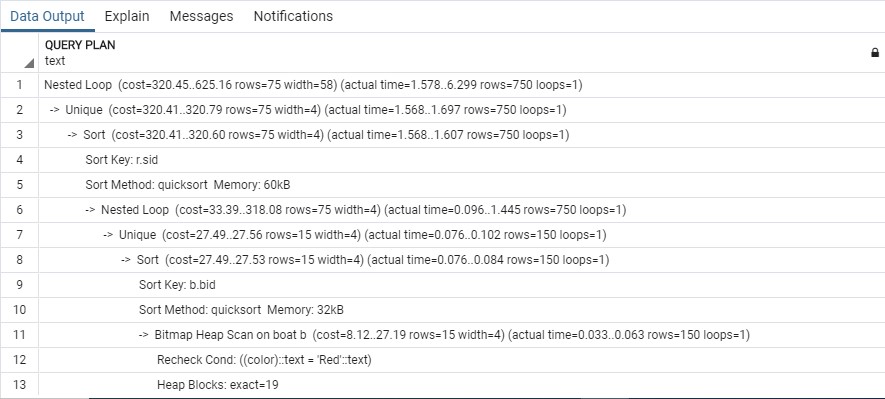 Data Output Explain Messages Notifications
QUERY PLAN
text
1 Nested Loop (cost=320.45..625.16 rows=75 width=58) (actual time=1.578..6.299 rows=750 loops=1)
2 -> Unique (cost=320.41..320.79 rows=75 width=4) (actual time=1.568..1.697 rows=750 loops=1)
3 -> Sort (cost=320.41..320.60 rows=75 width=4) (actual time=1.568..1.607 rows=750 loops=1)
4 Sort Key: r.sid
5 Sort Method: quicksort Memory: 60kB
6 -> Nested Loop (cost=33.39..318.08 rows=75 width=4) (actual time=0.096..1.445 rows=750 loops=1)
7 -> Unique (cost=27.49..27.56 rows=15 width=4) (actual time=0.076..0.102 rows=150 loops=1)
8 -> Sort (cost=27.49..27.53 rows=15 width=4) (actual time=0.076..0.084 rows=150 loops=1)
9 Sort Key: b.bid
10 Sort Method: quicksort Memory: 32kB
11 -> Bitmap Heap Scan on boat b (cost=8.12..27.19 rows=15 width=4) (actual time=0.033..0.063 rows=150 loops=1)
12 Recheck Cond: ((color)::text = 'Red'::text)
13 Heap Blocks: exact=19